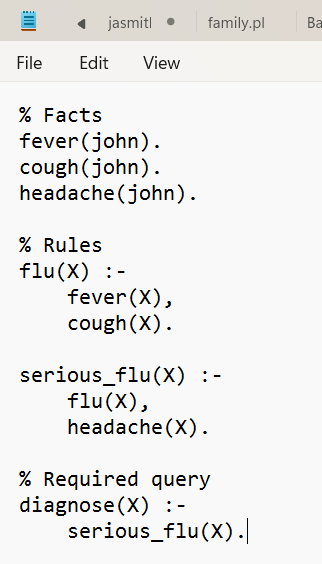 jasmitl
family.pl
Ba
File Edit View
% Facts
fever(john).
cough(john).
headache(john).
% Rules
flu(X) :-
    fever(X),
    cough(X).
serious_flu(X) :-
    flu(X),
    headache(X).
% Required query
diagnose(X) :-
    serious_flu(X).